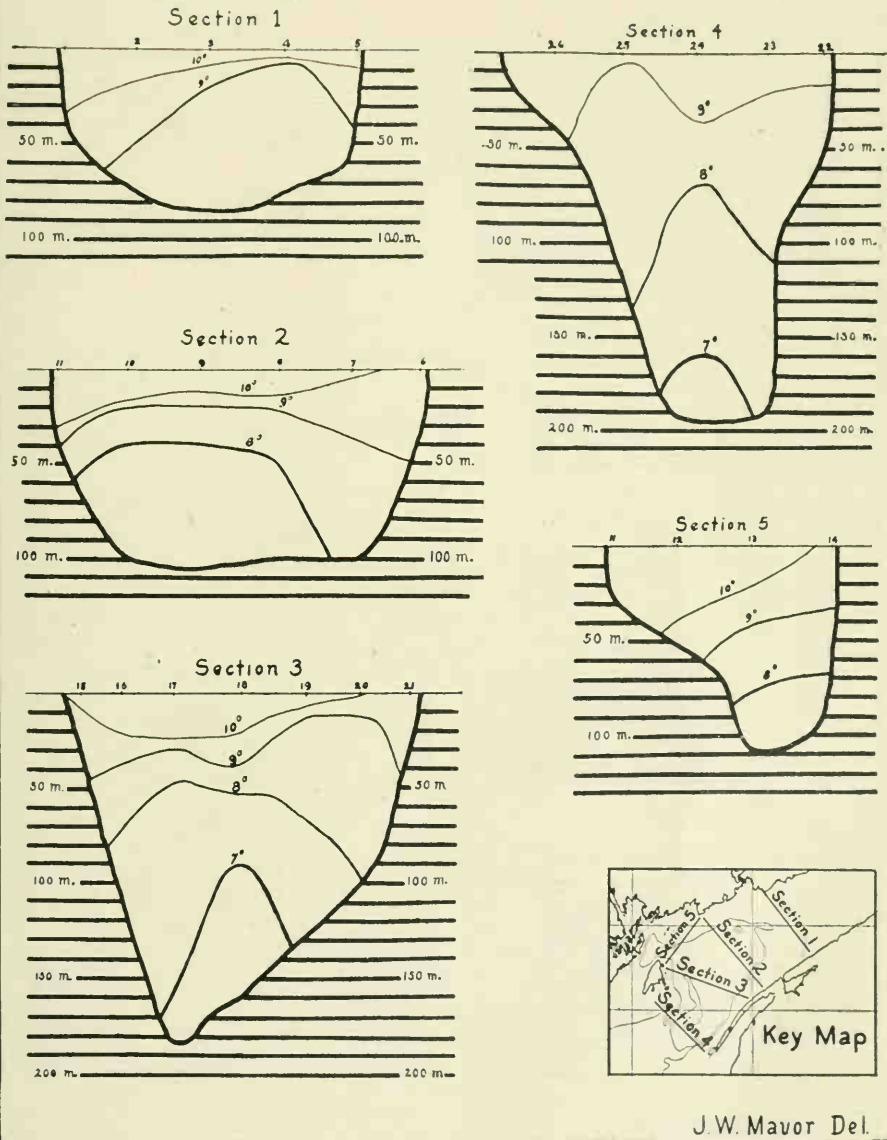 Section 1
2 3 4 5
10°
9°
50 m. 50 m.
100 m. 100 m.
Section 4
26 25 24 23 22
9°
8°
7°
50 m. 50 m.
100 m. 100 m.
150 m. 150 m.
200 m. 200 m.
Section 2
11 10 9 8 7 6
10°
9°
8°
50 m. 50 m.
100 m. 100 m.
Section 5
11 12 13 14
10°
9°
8°
50 m.
100 m.
Section 3
15 16 17 18 19 20 21
10°
9°
8°
7°
50 m. 50 m
100 m. 100 m.
150 m. 150 m.
200 m. 200 m.
Section 1
Section 5
Section 2
Section 3
Section 4
Key Map
J.W. Mavor Del.